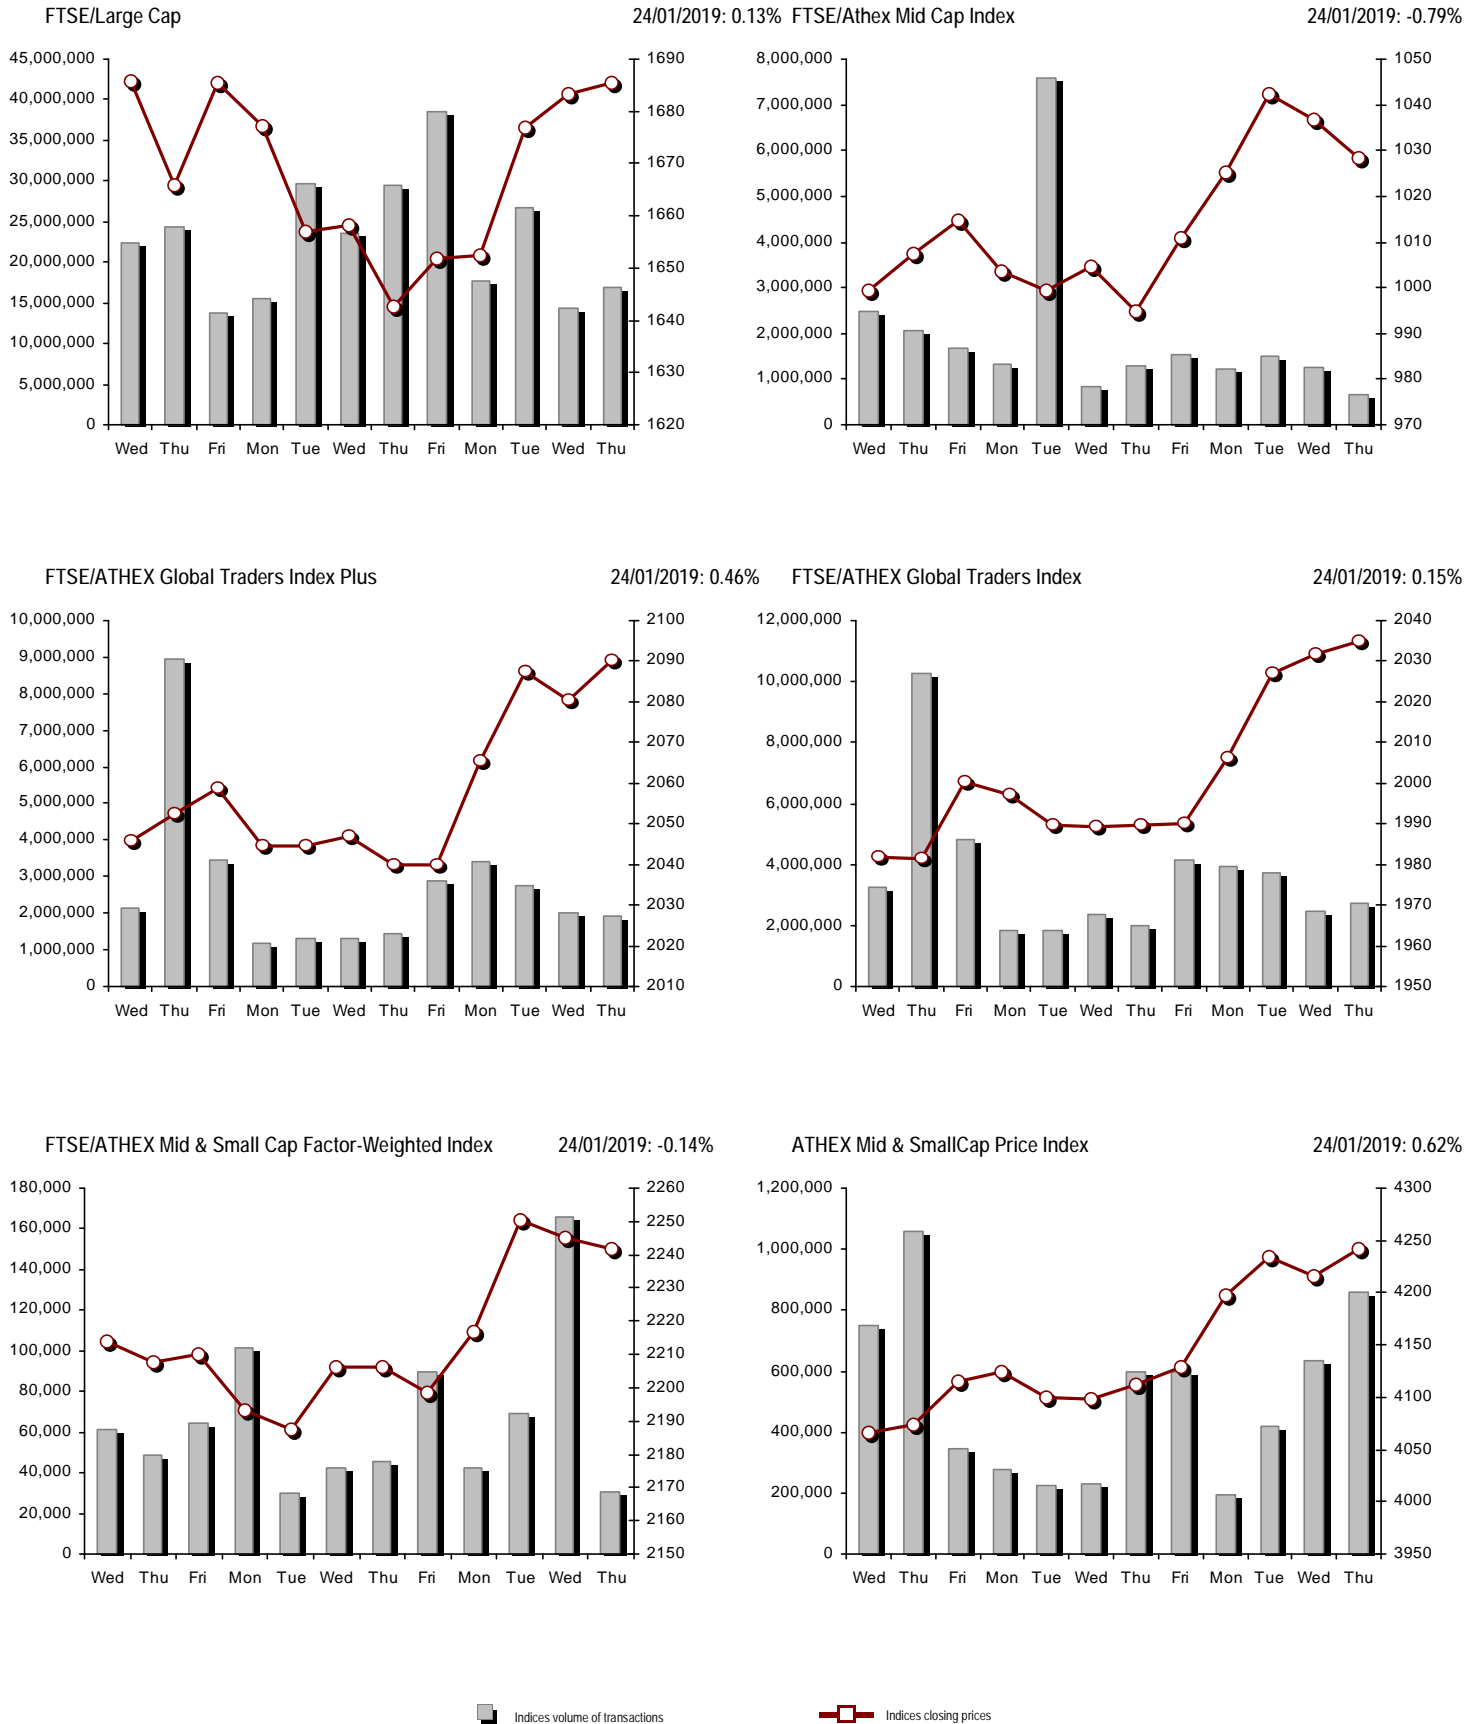 FTSE/Large Cap 24/01/2019: 0.13% FTSE/Athex Mid Cap Index 24/01/2019: -0.79%
45,000,000 1690 8,000,000 1050
40,000,000 1680 7,000,000 1040
35,000,000 1670 6,000,000 1030
30,000,000 1660 5,000,000 1020
25,000,000 1650 4,000,000 1010
20,000,000 1640 3,000,000 1000
15,000,000 1630 2,000,000 990
10,000,000 1620 1,000,000 980
5,000,000 0 970
0
Wed Thu Fri Mon Tue Wed Thu Fri Mon Tue Wed Thu Wed Thu Fri Mon Tue Wed Thu Fri Mon Tue Wed Thu
FTSE/ATHEX Global Traders Index Plus 24/01/2019: 0.46% FTSE/ATHEX Global Traders Index 24/01/2019: 0.15%
10,000,000 2100 12,000,000 2040
9,000,000 2090 10,000,000 2030
8,000,000 2080 8,000,000 2020
7,000,000 2070 6,000,000 2010
6,000,000 2060 4,000,000 2000
5,000,000 2050 2,000,000 1990
4,000,000 2040 0 1980
3,000,000 2030 1970
2,000,000 2020 1960
1,000,000 2010 1950
0
Wed Thu Fri Mon Tue Wed Thu Fri Mon Tue Wed Thu Wed Thu Fri Mon Tue Wed Thu Fri Mon Tue Wed Thu
FTSE/ATHEX Mid & Small Cap Factor-Weighted Index 24/01/2019: -0.14% ATHEX Mid & SmallCap Price Index 24/01/2019: 0.62%
180,000 2260 1,200,000 4300
160,000 2250 1,000,000 4250
140,000 2240 800,000 4200
120,000 2230 600,000 4150
100,000 2220 400,000 4100
80,000 2210 200,000 4050
60,000 2200 0 4000
40,000 2190 3950
20,000 2180
0 2170
2160
2150
Wed Thu Fri Mon Tue Wed Thu Fri Mon Tue Wed Thu Wed Thu Fri Mon Tue Wed Thu Fri Mon Tue Wed Thu
Indices volume of transactions Indices closing prices